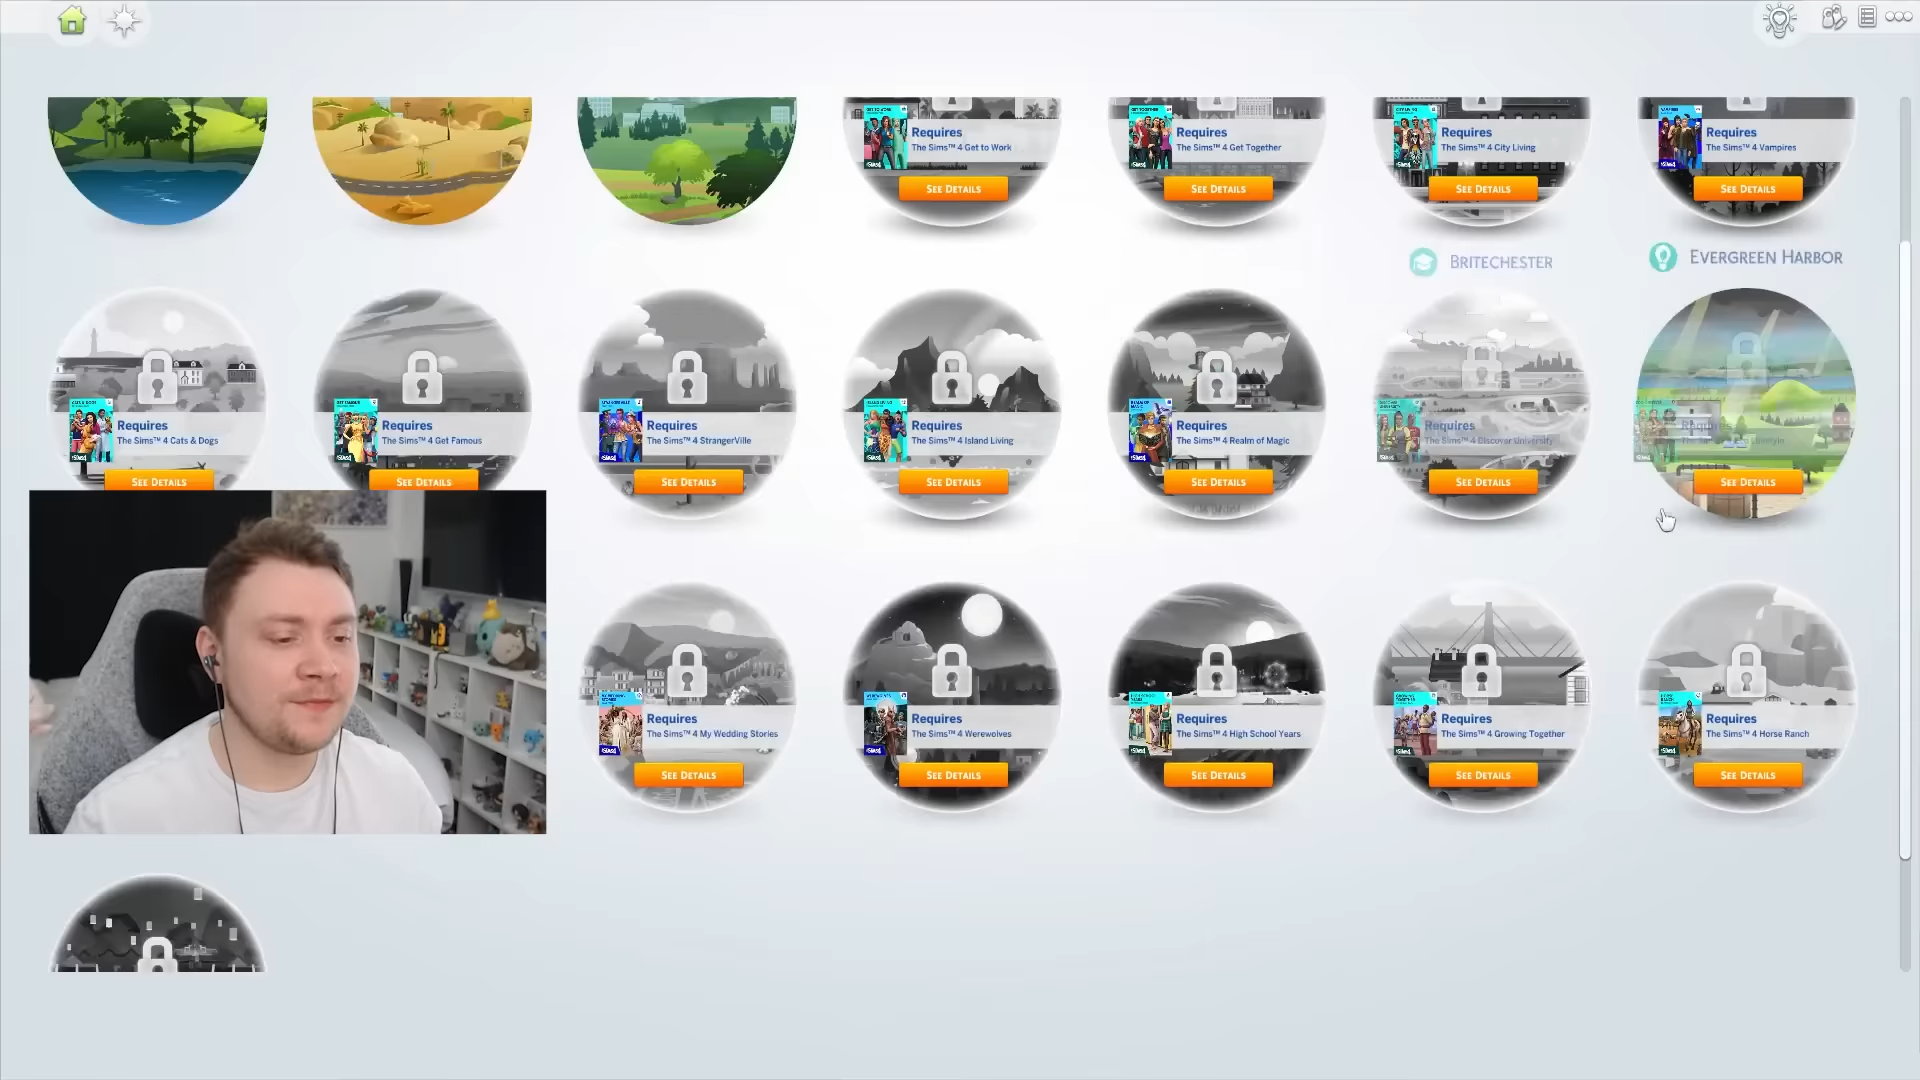 Requires
The Sims™ 4 Get to Work
SEE DETAILS
Requires
The Sims™ 4 Get Together
SEE DETAILS
Requires
The Sims™ 4 City Living
SEE DETAILS
Requires
The Sims™ 4 Vampires
SEE DETAILS
BRITECHESTER
EVERGREEN HARBOR
Requires
The Sims™ 4 Cats & Dogs
SEE DETAILS
Requires
The Sims™ 4 Get Famous
SEE DETAILS
Requires
The Sims™ 4 StrangerVille
SEE DETAILS
Requires
The Sims™ 4 Island Living
SEE DETAILS
Requires
The Sims™ 4 Realm of Magic
SEE DETAILS
Requires
The Sims™ 4 Discover University
SEE DETAILS
Requires
SEE DETAILS
Requires
The Sims™ 4 My Wedding Stories
SEE DETAILS
Requires
The Sims™ 4 Werewolves
SEE DETAILS
Requires
The Sims™ 4 High School Years
SEE DETAILS
Requires
The Sims™ 4 Growing Together
SEE DETAILS
Requires
The Sims™ 4 Horse Ranch
SEE DETAILS